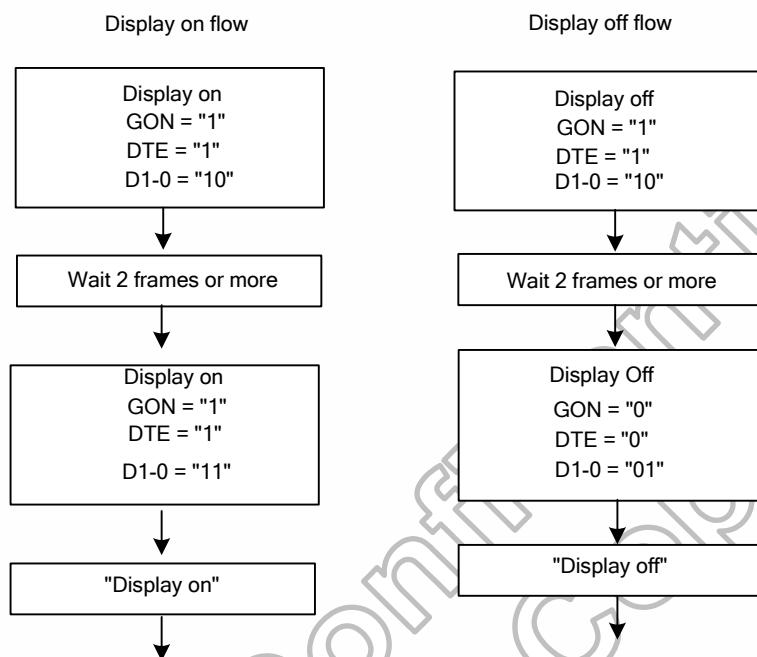 Display on flow
Display on
GON = "1"
DTE = "1"
D1-0 = "10"
Wait 2 frames or more
Display on
GON = "1"
DTE = "1"
D1-0 = "11"
"Display on"
Display off flow
Display off
GON = "1"
DTE = "1"
D1-0 = "10"
Wait 2 frames or more
Display Off
GON = "0"
DTE = "0"
D1-0 = "01"
"Display off"